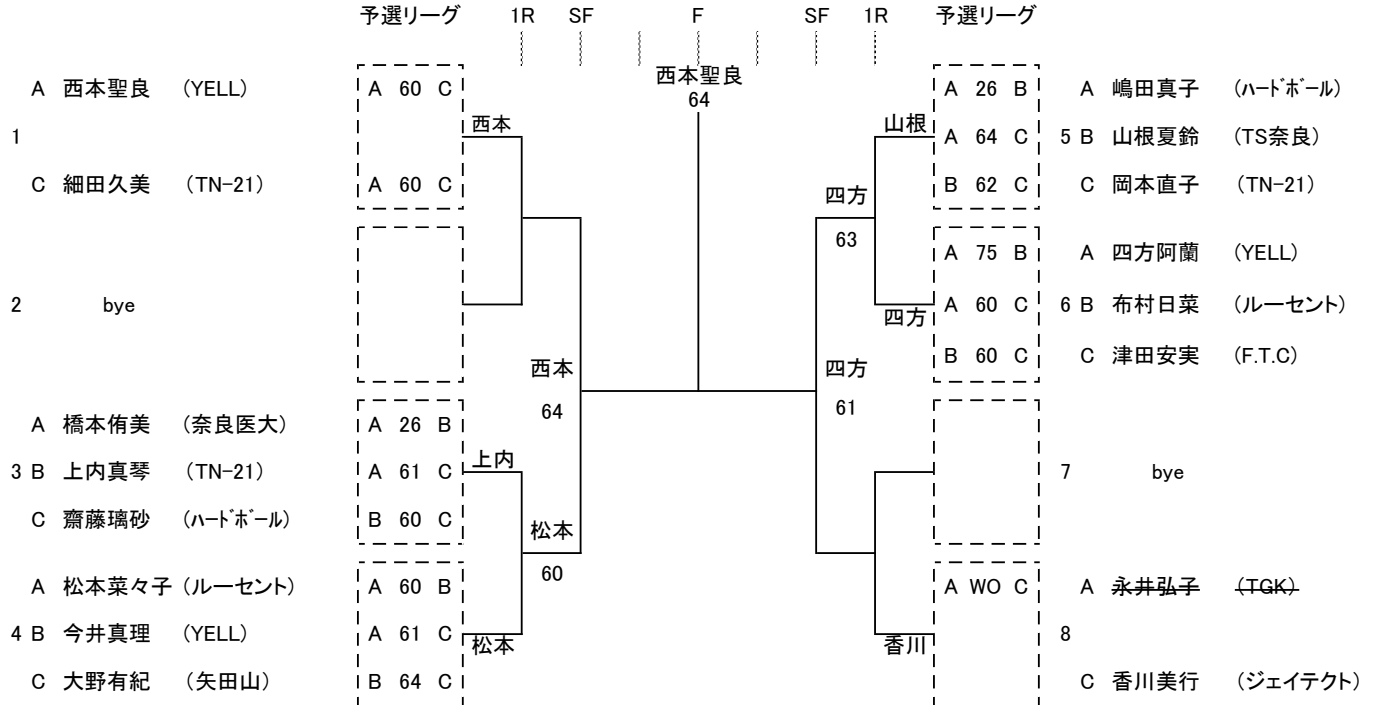 予選リーグ 1R SF F SF 1R 予選リーグ
西本聖良
64
A 西本聖良 (YELL) A 60 C
1 西本
C 細田久美 (TN-21) A 60 C
2 bye
西本
64
A 橋本侑美 (奈良医大) A 26 B
3 B 上内真琴 (TN-21) A 61 C 上内
C 齋藤璃砂 (ハードボール) B 60 C
松本
60
A 松本菜々子 (ルーセント) A 60 B
4 B 今井真理 (YELL) A 61 C 松本
C 大野有紀 (矢田山) B 64 C
A 26 B A 嶋田真子 (ハードボール)
山根 A 64 C 5 B 山根夏鈴 (TS奈良)
B 62 C C 岡本直子 (TN-21)
四方
63
A 75 B A 四方阿蘭 (YELL)
四方 A 60 C 6 B 布村日菜 (ルーセント)
B 60 C C 津田安実 (F.T.C)
四方
61
7 bye
A WO C A 永井弘子 (TGK)
香川 8
C 香川美行 (ジェイテクト)